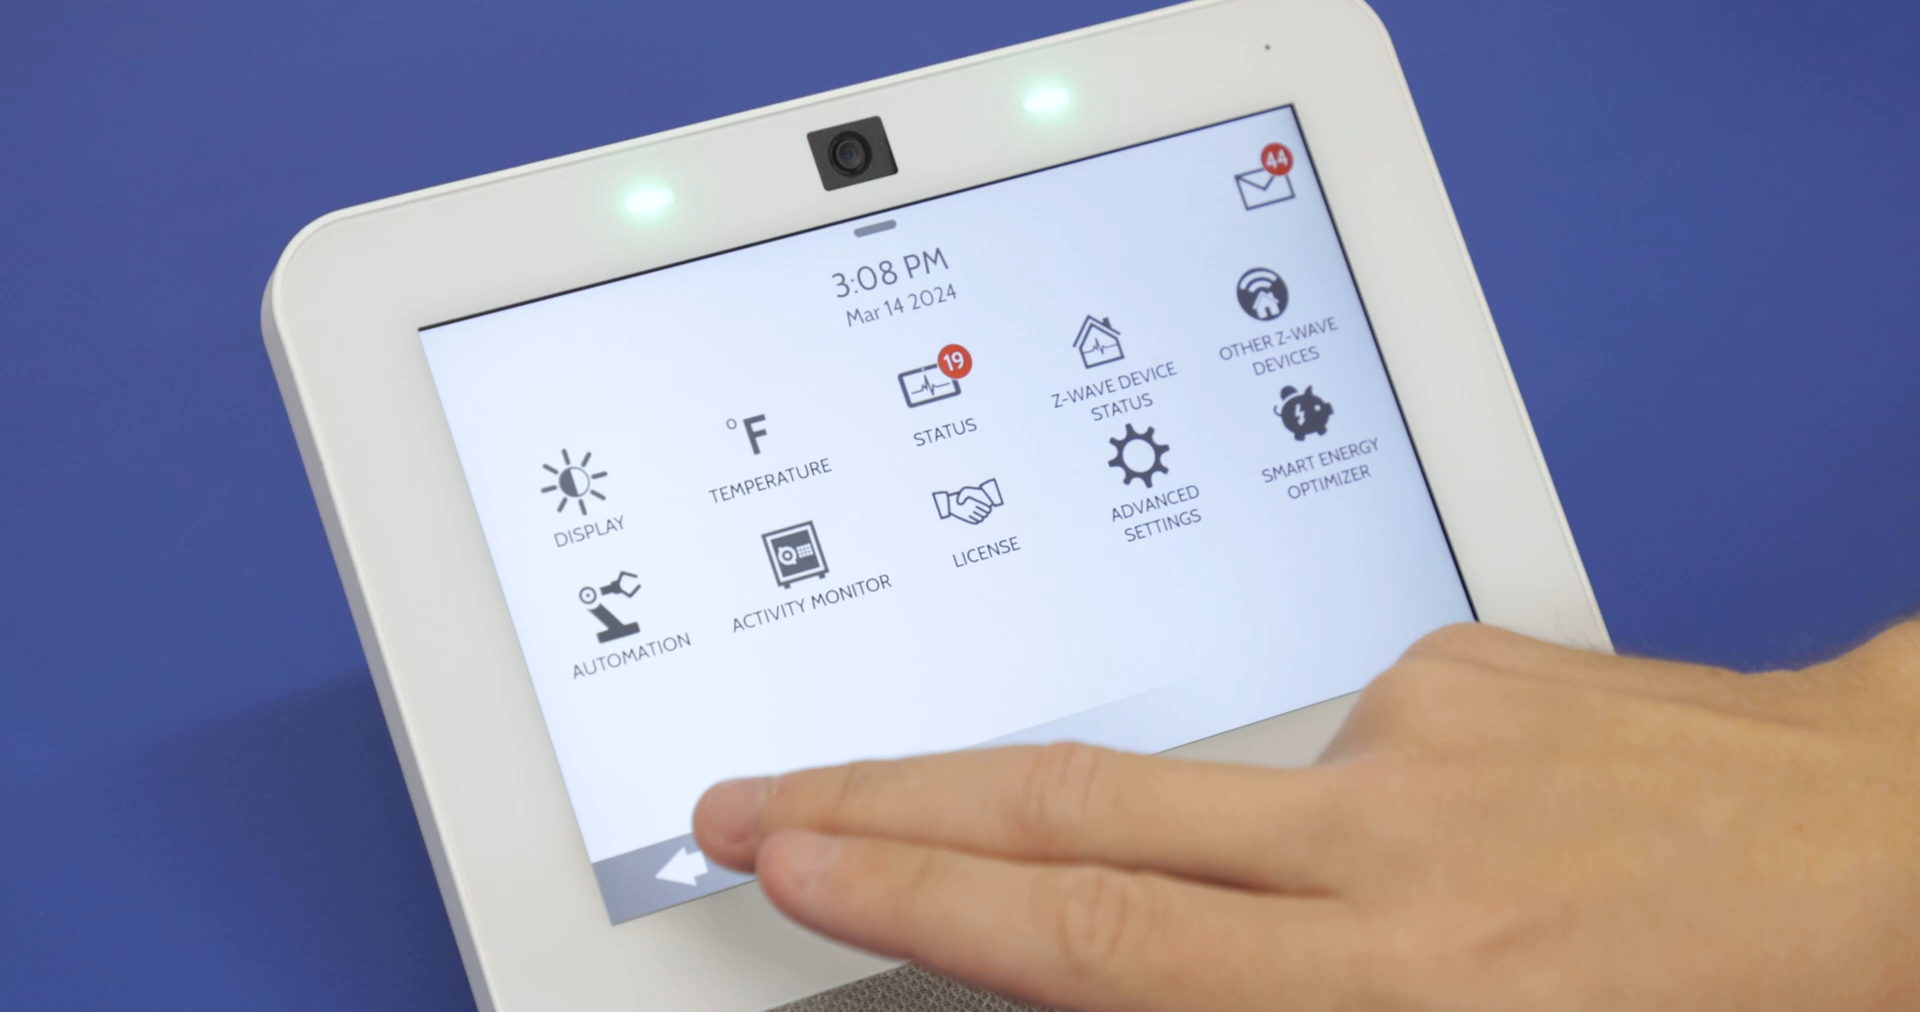 44
3:08 PM
Mar 14 2024
DISPLAY
°F
TEMPERATURE
19
STATUS
Z-WAVE DEVICE
STATUS
OTHER Z-WAVE
DEVICES
AUTOMATION
ACTIVITY MONITOR
LICENSE
ADVANCED
SETTINGS
SMART ENERGY
OPTIMIZER